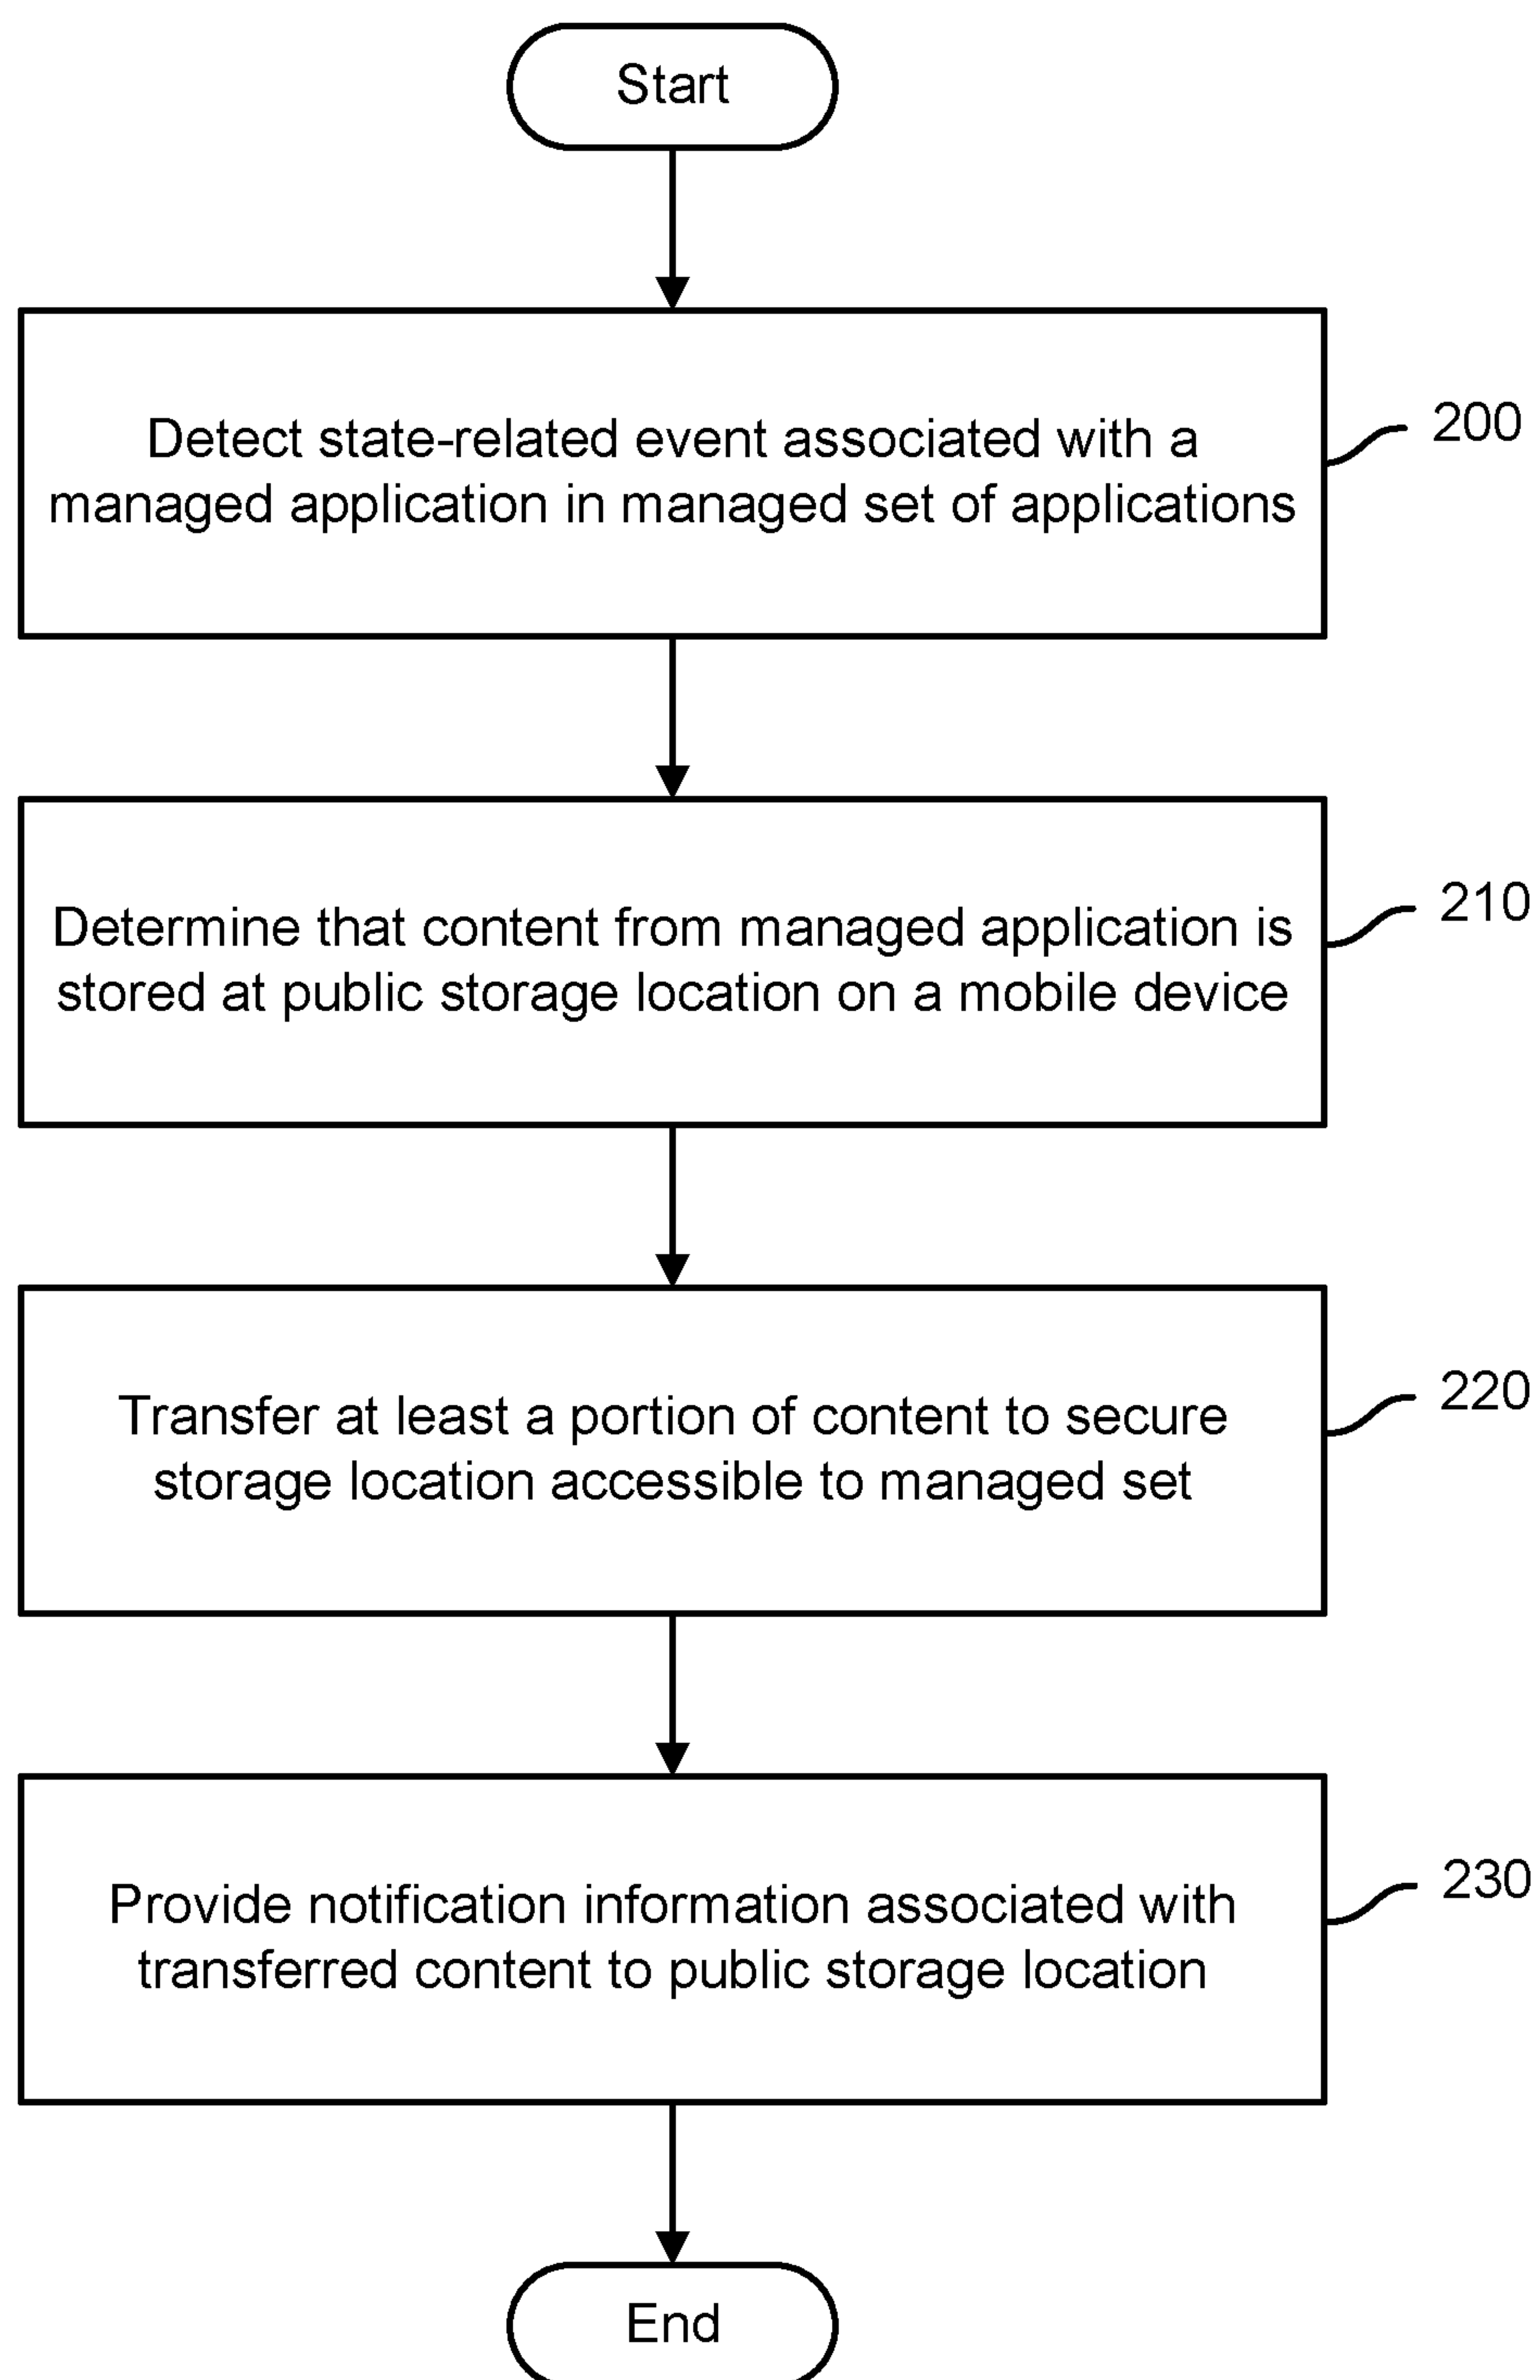 Start
Detect state-related event associated with a
managed application in managed set of applications
200
Determine that content from managed application is
stored at public storage location on a mobile device
210
Transfer at least a portion of content to secure
storage location accessible to managed set
220
Provide notification information associated with
transferred content to public storage location
230
End